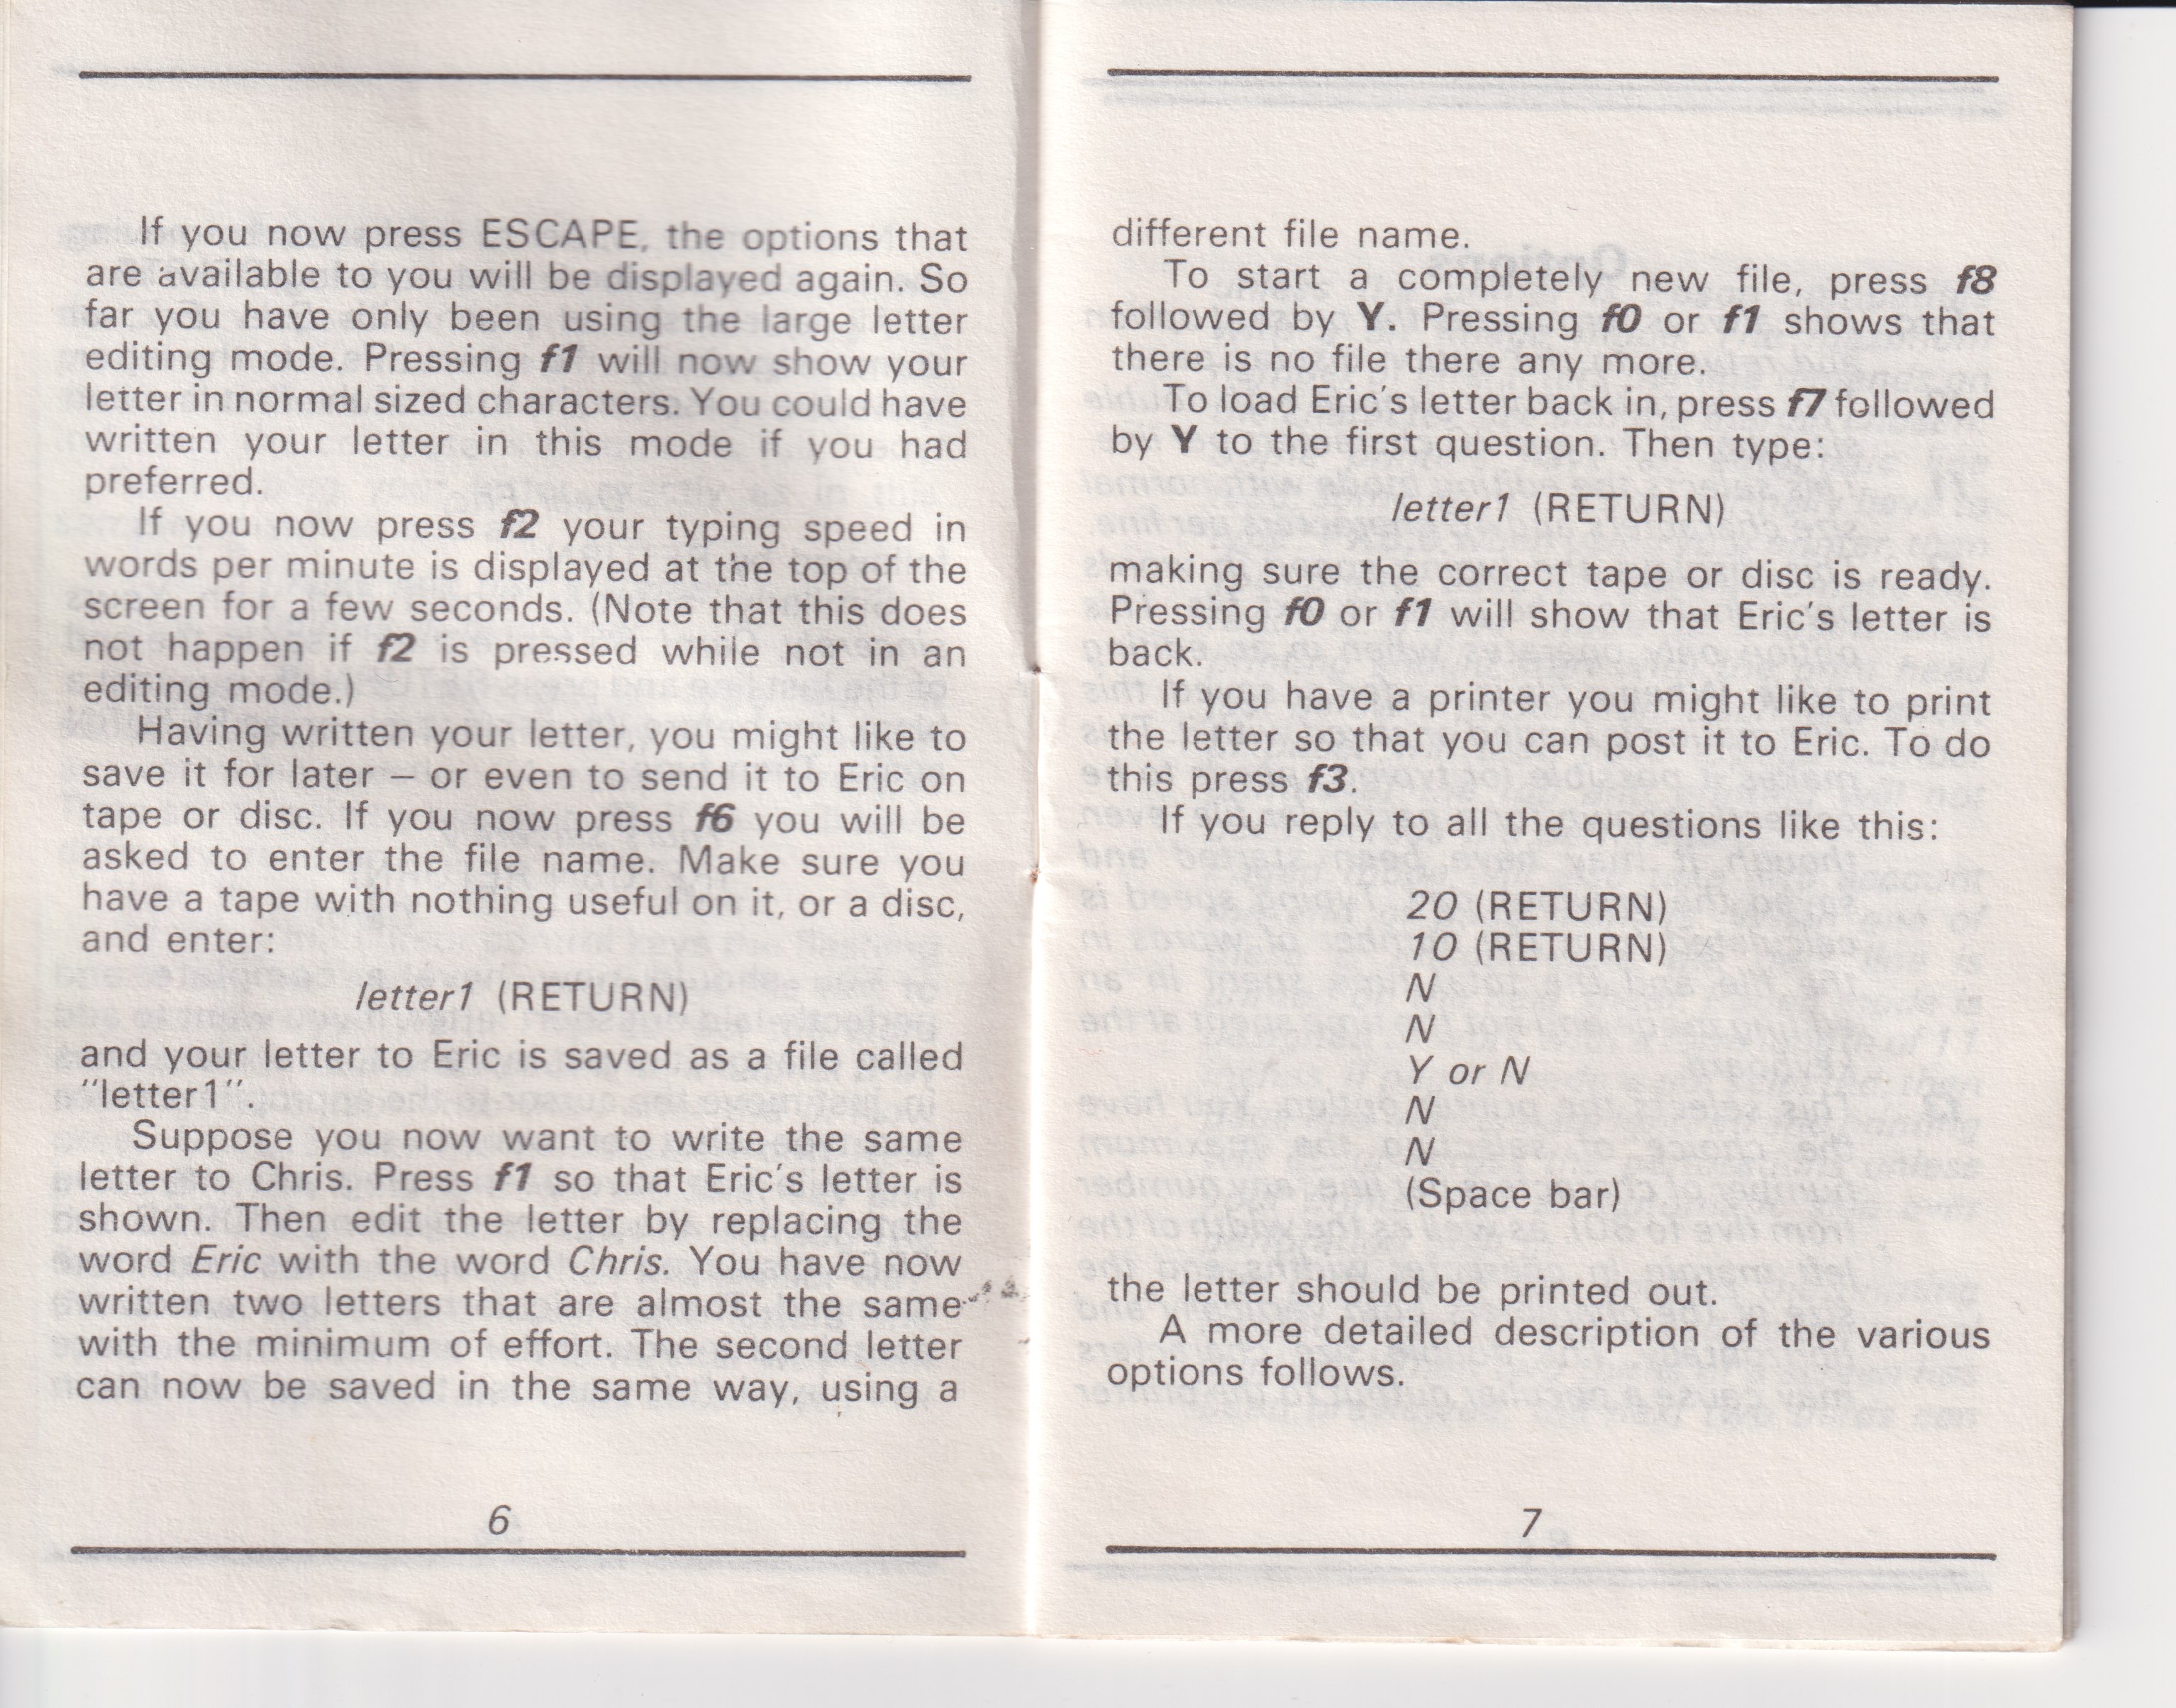 If you now press ESCAPE, the options that
are available to you will be displayed again. So
far you have only been using the large letter
editing mode. Pressing f1 will now show your
letter in normal sized characters. You could have
written your letter in this mode if you had
preferred.
If you now press f2 your typing speed in
words per minute is displayed at the top of the
screen for a few seconds. (Note that this does
not happen if f2 is pressed while not in an
editing mode.)
Having written your letter, you might like to
save it for later – or even to send it to Eric on
tape or disc. If you now press f6 you will be
asked to enter the file name. Make sure you
have a tape with nothing useful on it, or a disc,
and enter:
letter1 (RETURN)
and your letter to Eric is saved as a file called
"letter1".
Suppose you now want to write the same
letter to Chris. Press f1 so that Eric's letter is
shown. Then edit the letter by replacing the
word Eric with the word Chris. You have now
written two letters that are almost the same
with the minimum of effort. The second letter
can now be saved in the same way, using a
6
different file name.
To start a completely new file, press f8
followed by Y. Pressing f0 or f1 shows that
there is no file there any more.
To load Eric's letter back in, press f7 followed
by Y to the first question. Then type:
letter1 (RETURN)
making sure the correct tape or disc is ready.
Pressing f0 or f1 will show that Eric's letter is
back.
If you have a printer you might like to print
the letter so that you can post it to Eric. To do
this press f3.
If you reply to all the questions like this:
20 (RETURN)
10 (RETURN)
N
N
Y or N
N
N
(Space bar)
the letter should be printed out.
A more detailed description of the various
options follows.
7